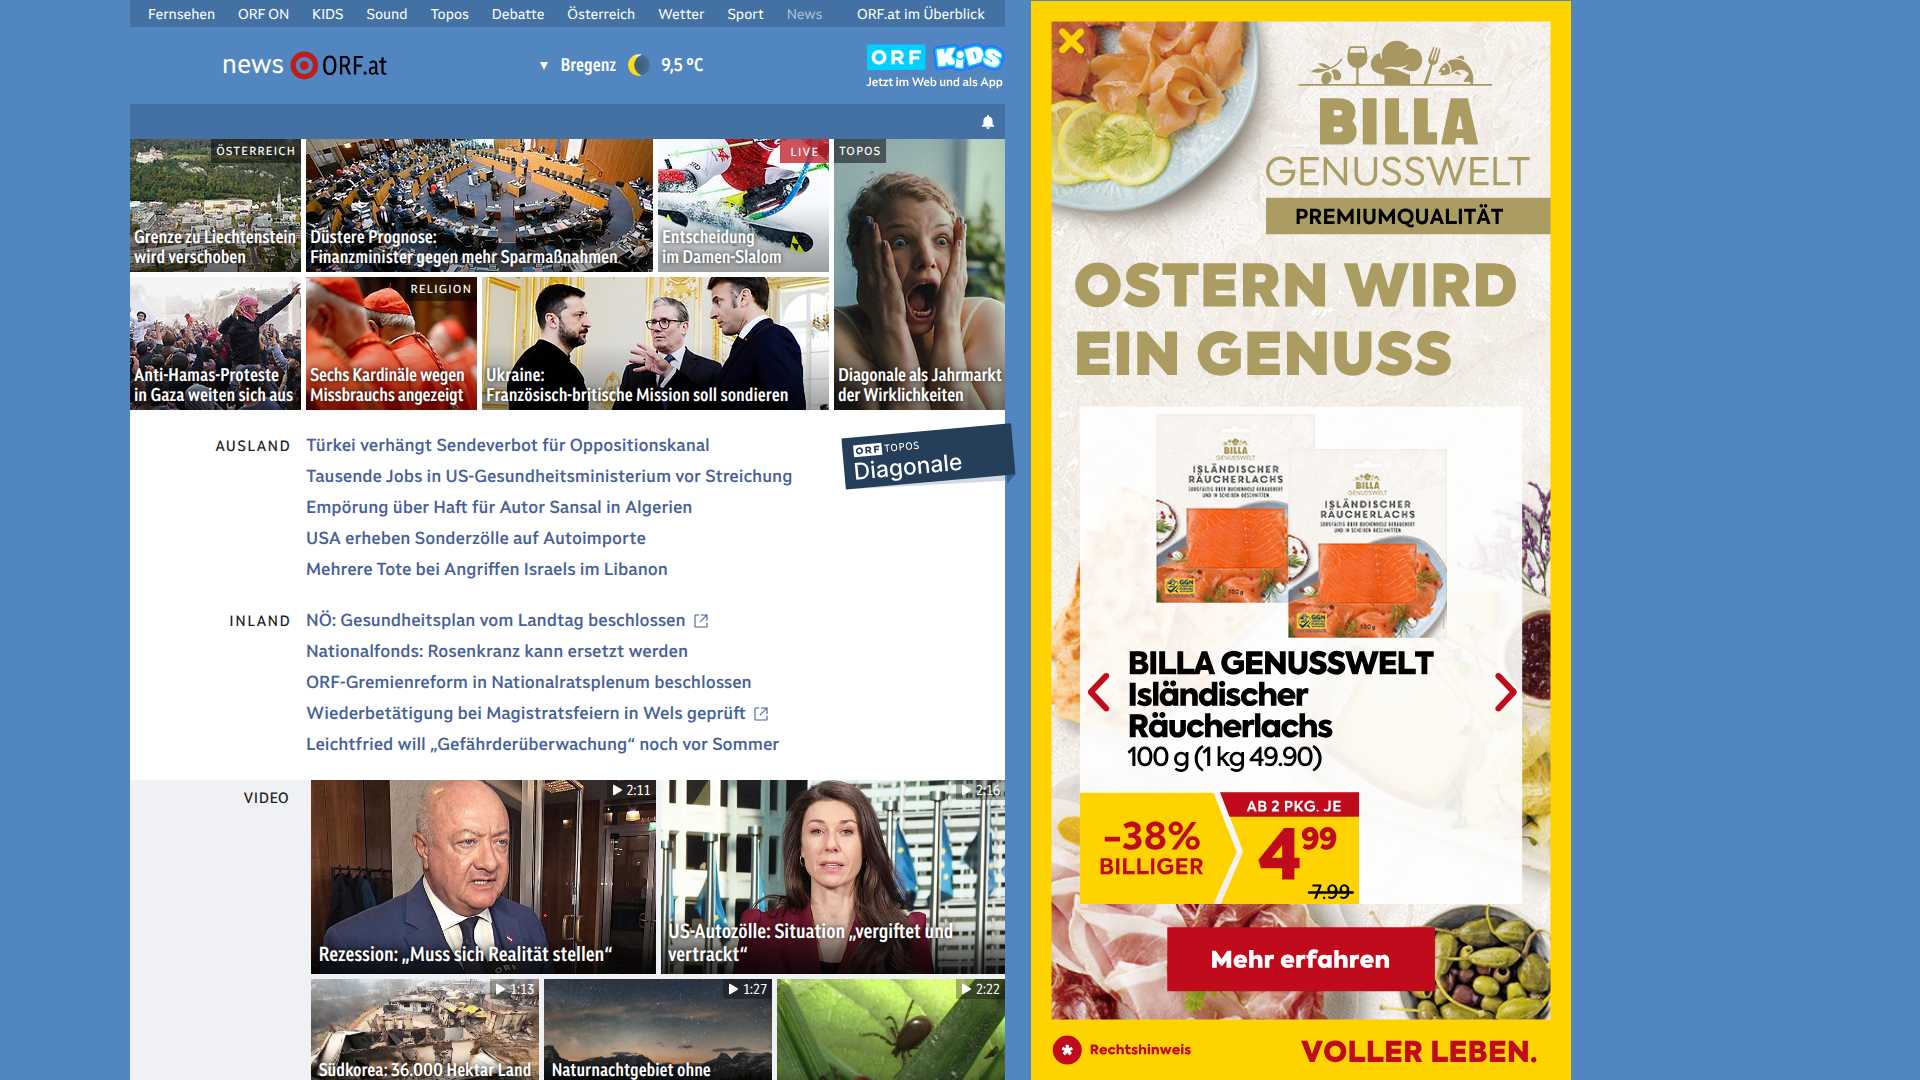 Fernsehen ORF ON KIDS Sound Topos Debatte Österreich Wetter Sport News ORF.at im Überblick
news ORF.at
Bregenz 9,5 °C
ORF KiDS
Jetzt im Web und als App
ÖSTERREICH
Grenze zu Liechtenstein
wird verschoben
Düstere Prognose:
Finanzminister gegen mehr Sparmaßnahmen
LIVE
Entscheidung
im Damen-Slalom
TOPOS
Diagonale als Jahrmarkt
der Wirklichkeiten
Anti-Hamas-Proteste
in Gaza weiten sich aus
RELIGION
Sechs Kardinäle wegen
Missbrauchs angezeigt
Ukraine:
Französisch-britische Mission soll sondieren
AUSLAND
Türkei verhängt Sendeverbot für Oppositionskanal
Tausende Jobs in US-Gesundheitsministerium vor Streichung
Empörung über Haft für Autor Sansal in Algerien
USA erheben Sonderzölle auf Autoimporte
Mehrere Tote bei Angriffen Israels im Libanon
ORF TOPOS
Diagonale
INLAND
NÖ: Gesundheitsplan vom Landtag beschlossen
Nationalfonds: Rosenkranz kann ersetzt werden
ORF-Gremienreform in Nationalratsplenum beschlossen
Wiederbetätigung bei Magistratsfeiern in Wels geprüft
Leichtfried will „Gefährderüberwachung“ noch vor Sommer
VIDEO
2:11
Rezession: „Muss sich Realität stellen“
2:16
US-Autozölle: Situation „vergiftet und
vertrackt“
1:13
Südkorea: 36.000 Hektar Land
1:27
Naturnachtgebiet ohne
2:22
BILLA
GENUSSWELT
PREMIUMQUALITÄT
OSTERN WIRD
EIN GENUSS
BILLA
GENUSSWELT
ISLÄNDISCHER
RÄUCHERLACHS
BILLA
GENUSSWELT
ISLÄNDISCHER
RÄUCHERLACHS
BILLA GENUSSWELT
Isländischer
Räucherlachs
100 g (1 kg 49.90)
-38%
BILLIGER
AB 2 PKG. JE
4 99
7.99
Mehr erfahren
* Rechtshinweis
VOLLER LEBEN.